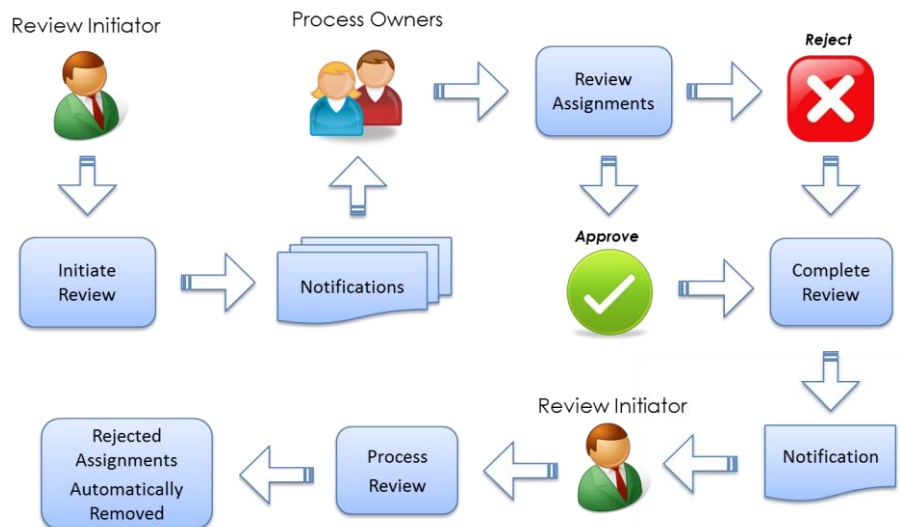 Review Initiator
Process Owners
Review
Assignments
Reject
Initiate
Review
Notifications
Approve
Complete
Review
Review Initiator
Notification
Process
Review
Rejected
Assignments
Automatically
Removed